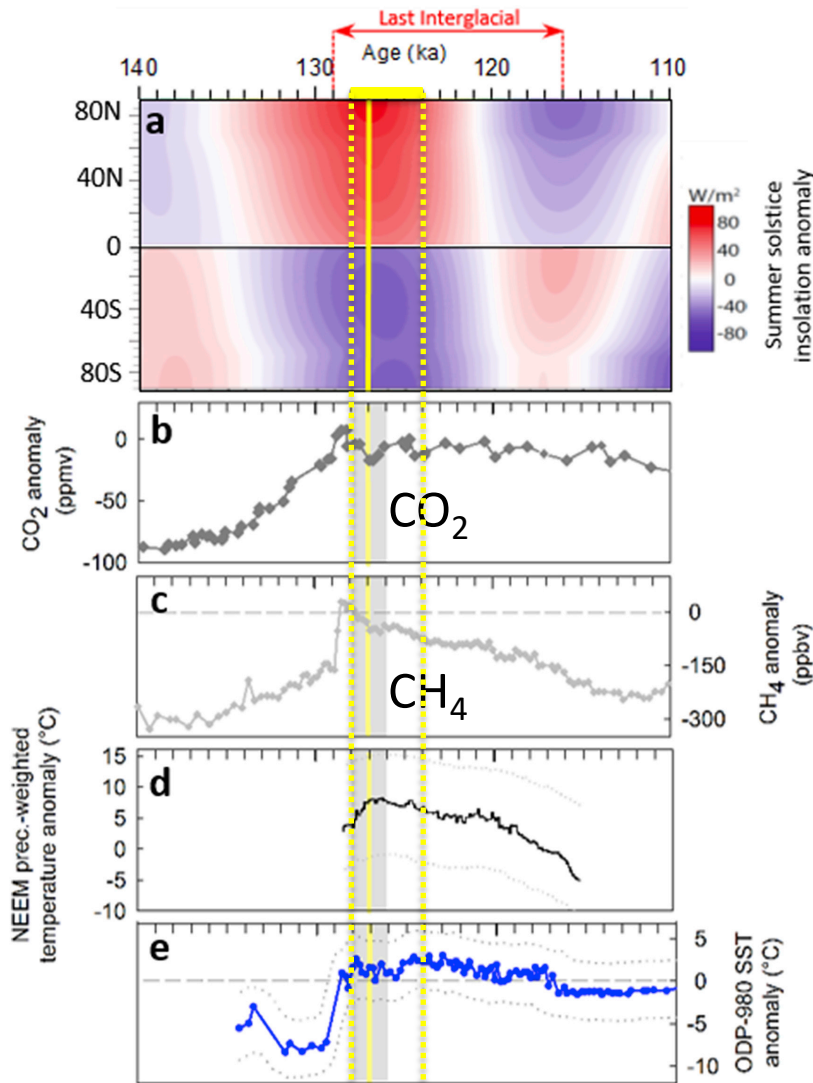 Last Interglacial
Age (ka)
140 130 120 110
a
80N
40N
0
40S
80S
W/m²
80
40
0
-40
-80
Summer solstice
insolation anomaly
b
CO₂ anomaly
(ppmv)
0
-50
-100
CO₂
c
CH₄
0
-150
-300
CH₄ anomaly
(ppbv)
d
NEEM prec.-weighted
temperature anomaly (°C)
15
10
5
0
-5
-10
e
5
0
-5
-10
ODP-980 SST
anomaly (°C)